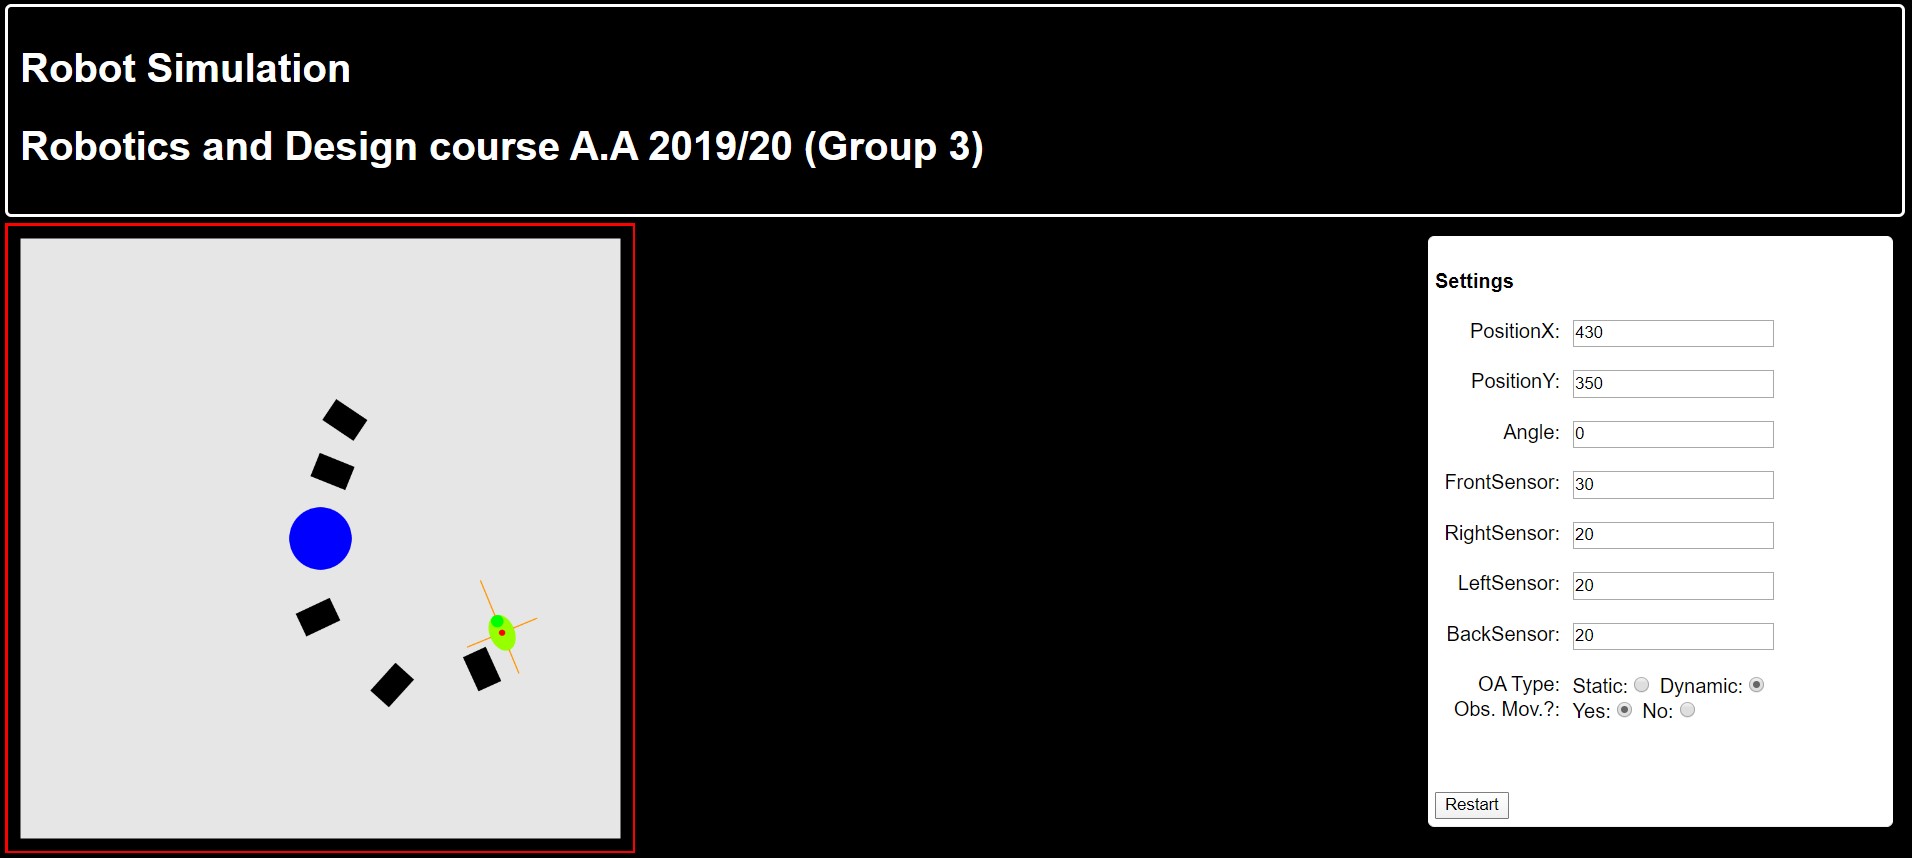 Robot Simulation
Robotics and Design course A.A 2019/20 (Group 3)
Settings
PositionX: 430
PositionY: 350
Angle: 0
FrontSensor: 30
RightSensor: 20
LeftSensor: 20
BackSensor: 20
OA Type: Static: Dynamic:
Obs. Mov.?: Yes: No:
Restart